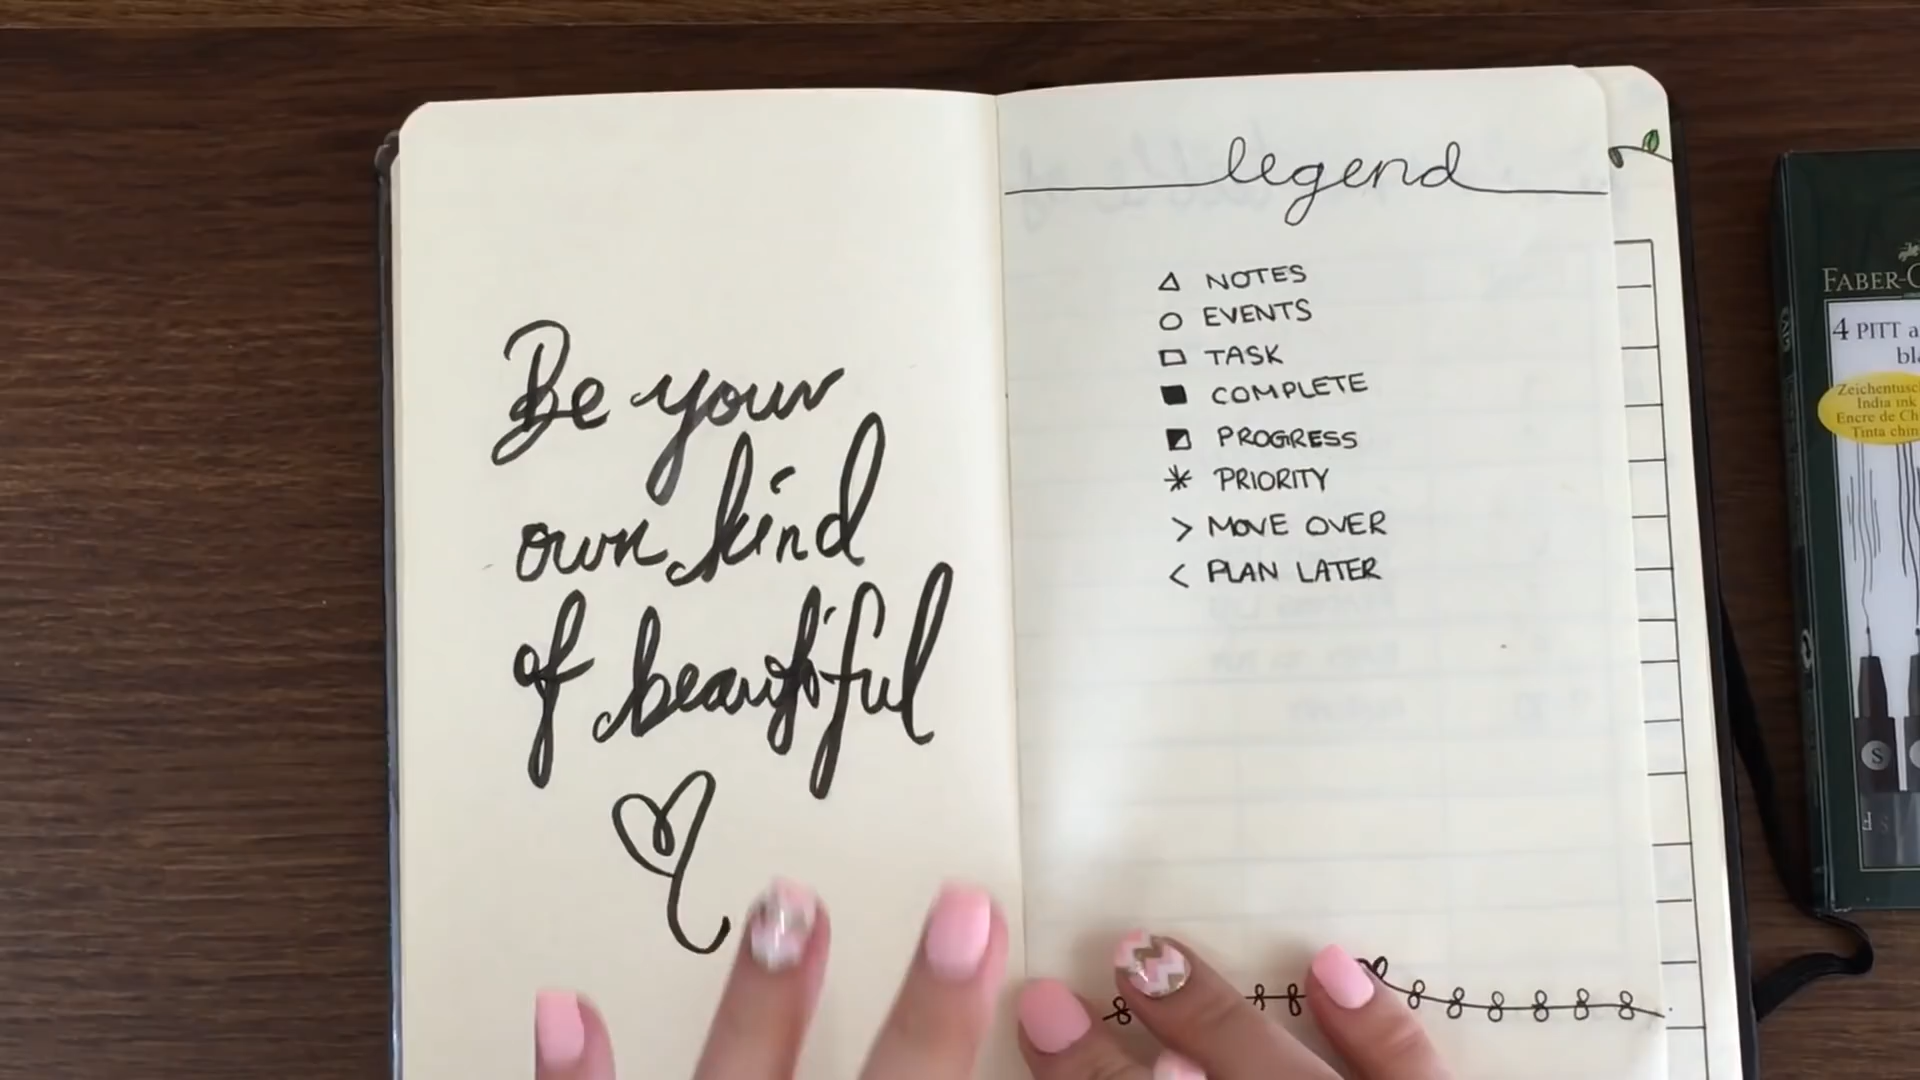 Be your
own kind
of beautiful
legend
△ NOTES
○ EVENTS
□ TASK
■ COMPLETE
◪ PROGRESS
* PRIORITY
> MOVE OVER
< PLAN LATER
FABER-C
4 PITT a
bla
Zeichentusc
India ink
Encre de Ch
Tinta chin
S